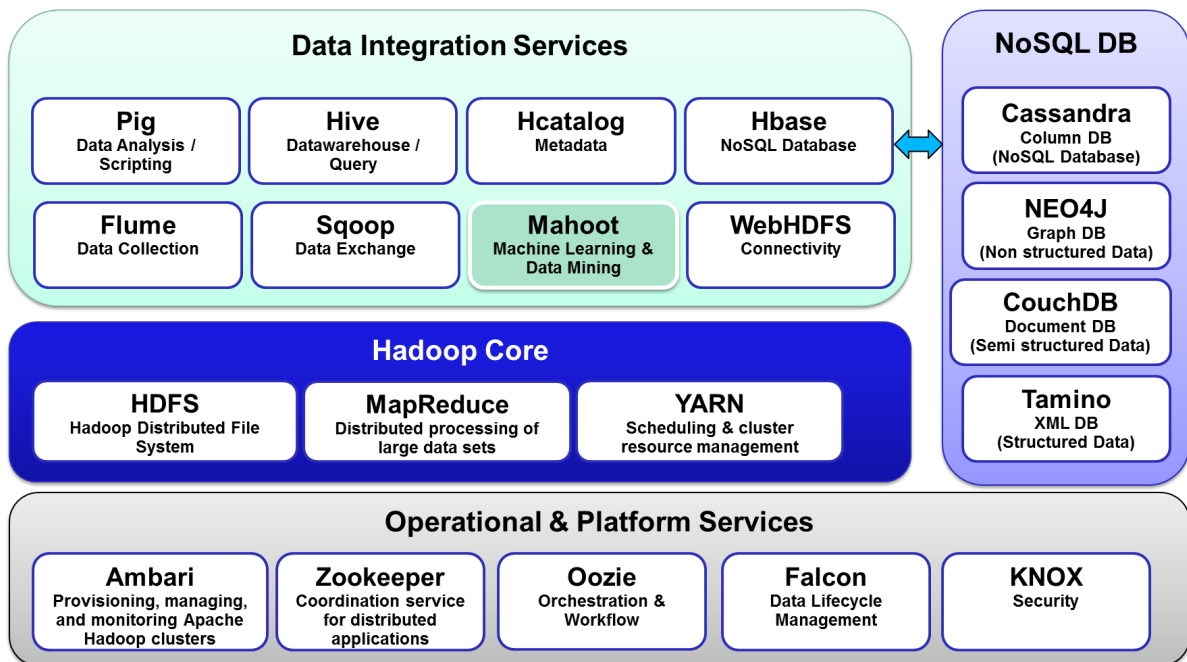 Data Integration Services
Pig
Data Analysis /
Scripting
Hive
Datawarehouse /
Query
Hcatalog
Metadata
Hbase
NoSQL Database
Flume
Data Collection
Sqoop
Data Exchange
Mahoot
Machine Learning &
Data Mining
WebHDFS
Connectivity
NoSQL DB
Cassandra
Column DB
(NoSQL Database)
NEO4J
Graph DB
(Non structured Data)
CouchDB
Document DB
(Semi structured Data)
Tamino
XML DB
(Structured Data)
Hadoop Core
HDFS
Hadoop Distributed File
System
MapReduce
Distributed processing of
large data sets
YARN
Scheduling & cluster
resource management
Operational & Platform Services
Ambari
Provisioning, managing,
and monitoring Apache
Hadoop clusters
Zookeeper
Coordination service
for distributed
applications
Oozie
Orchestration &
Workflow
Falcon
Data Lifecycle
Management
KNOX
Security